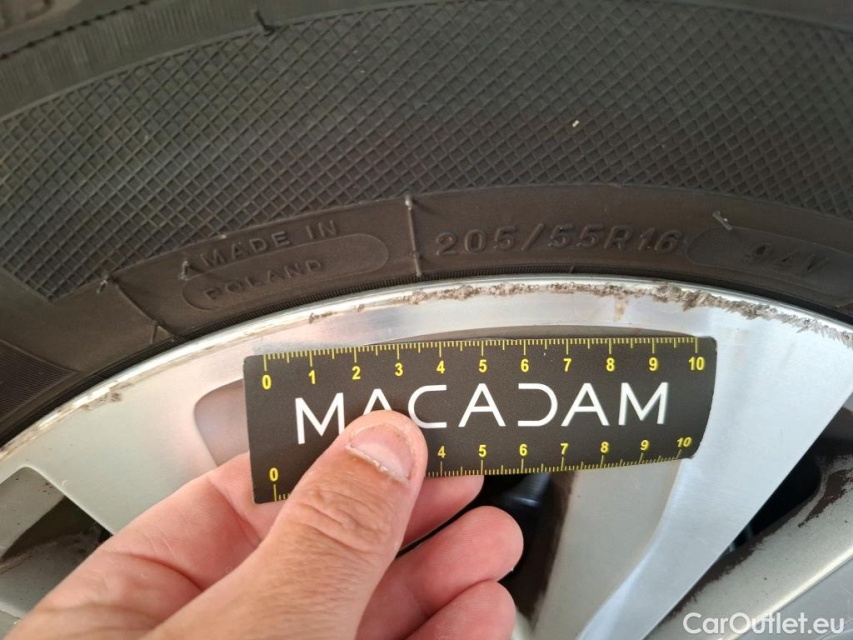 MADE IN
POLAND
205/55R16
0 1 2 3 4 5 6 7 8 9 10
MACADAM
0 4 5 6 7 8 9 10
CarOutlet.eu